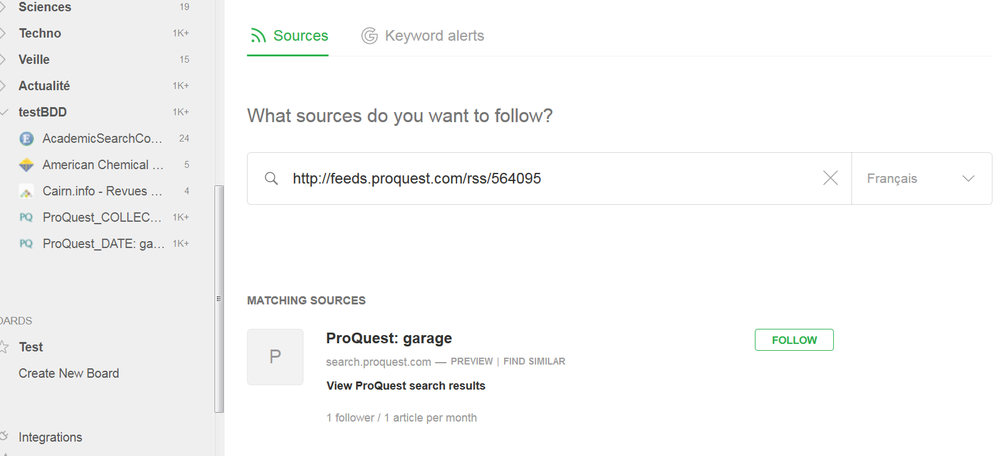 Sciences 19
Techno 1K+
Veille 15
Actualité 1K+
testBDD 1K+
AcademicSearchCo... 24
American Chemical ... 5
Cairn.info - Revues ... 4
PQ ProQuest_COLLEC... 1K+
PQ ProQuest_DATE: ga... 1K+
OARDS
Test
Create New Board
Integrations
Sources
Keyword alerts
What sources do you want to follow?
http://feeds.proquest.com/rss/564095
Français
MATCHING SOURCES
P
ProQuest: garage
FOLLOW
search.proquest.com — PREVIEW | FIND SIMILAR
View ProQuest search results
1 follower / 1 article per month